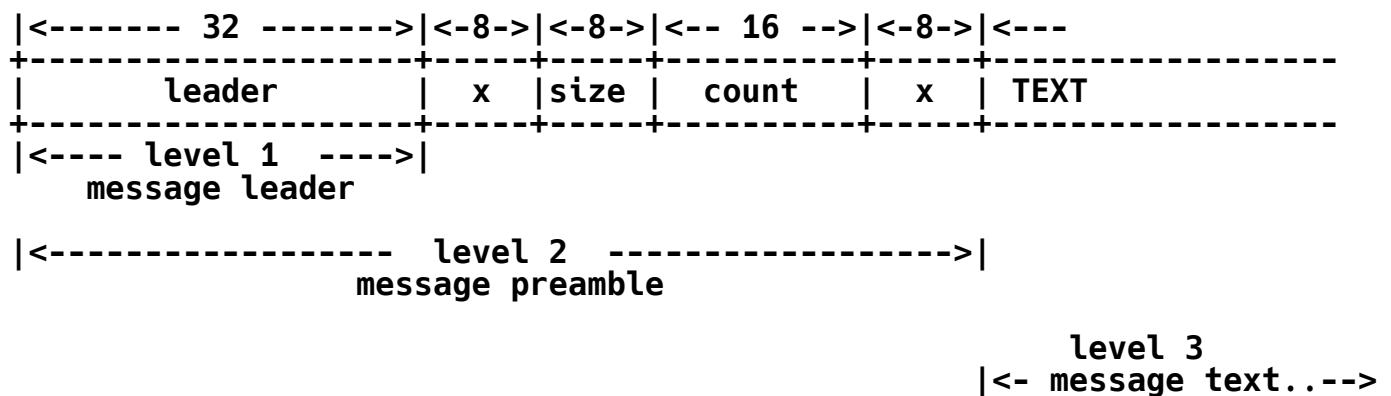 |<------- 32 ------->|<-8->|<-8->|<-- 16 -->|<-8->|<---
+--------------------+-----+-----+----------+-----+------------------
|       leader       |  x  |size |  count   |  x  | TEXT
+--------------------+-----+-----+----------+-----+------------------
|<---- level 1  ---->|
    message leader
|<------------------  level 2  ------------------>|
                  message preamble
                                                       level 3
                                                  |<- message text..-->